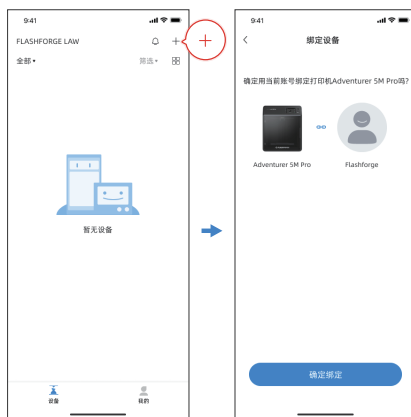 9:41
FLASHFORGE LAW
全部
筛选
暂无设备
设备
我的
9:41
绑定设备
确定用当前账号绑定打印机Adventurer 5M Pro吗?
Adventurer 5M Pro
Flashforge
确定绑定